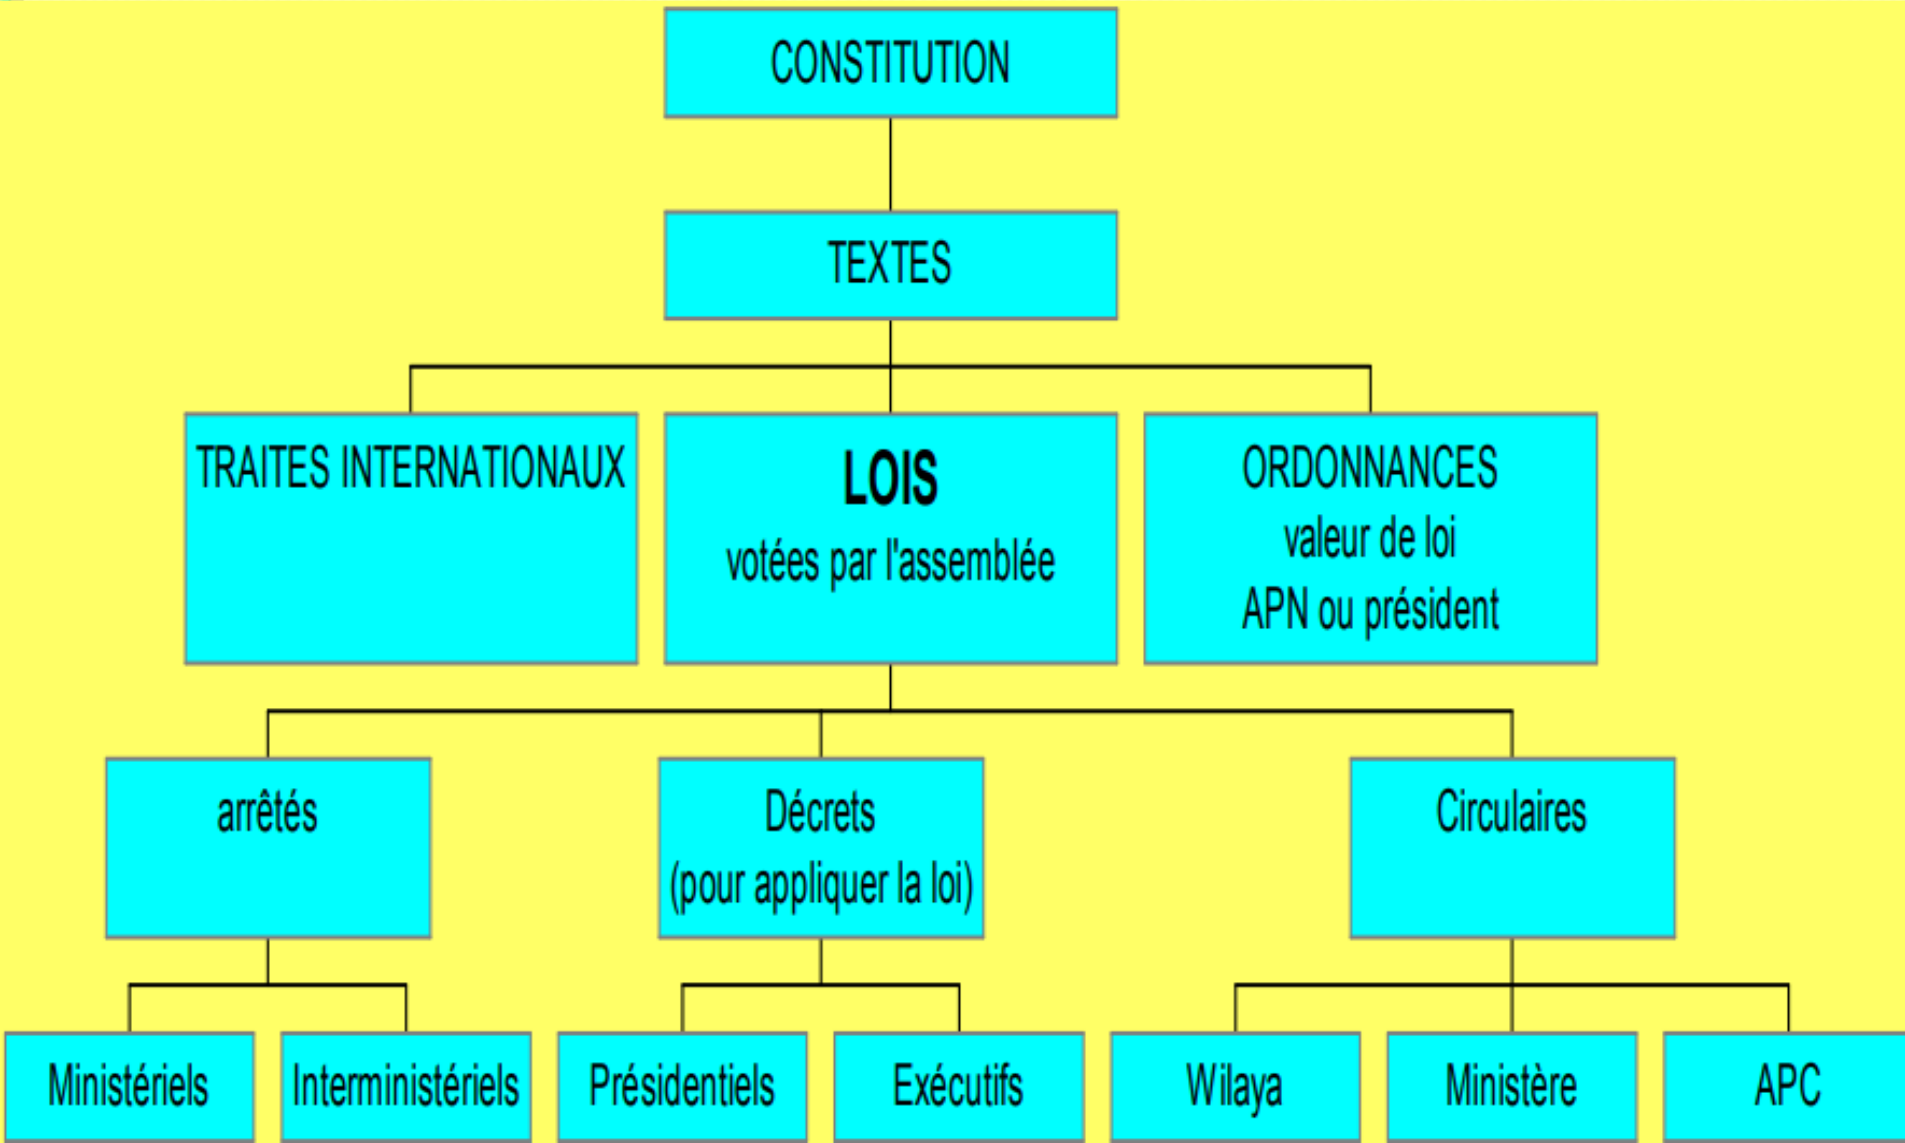 CONSTITUTION
TEXTES
TRAITES INTERNATIONAUX
LOIS
votées par l'assemblée
ORDONNANCES
valeur de loi
APN ou président
arrêtés
Décrets
(pour appliquer la loi)
Circulaires
Ministériels
Interministériels
Présidentiels
Exécutifs
Wilaya
Ministère
APC